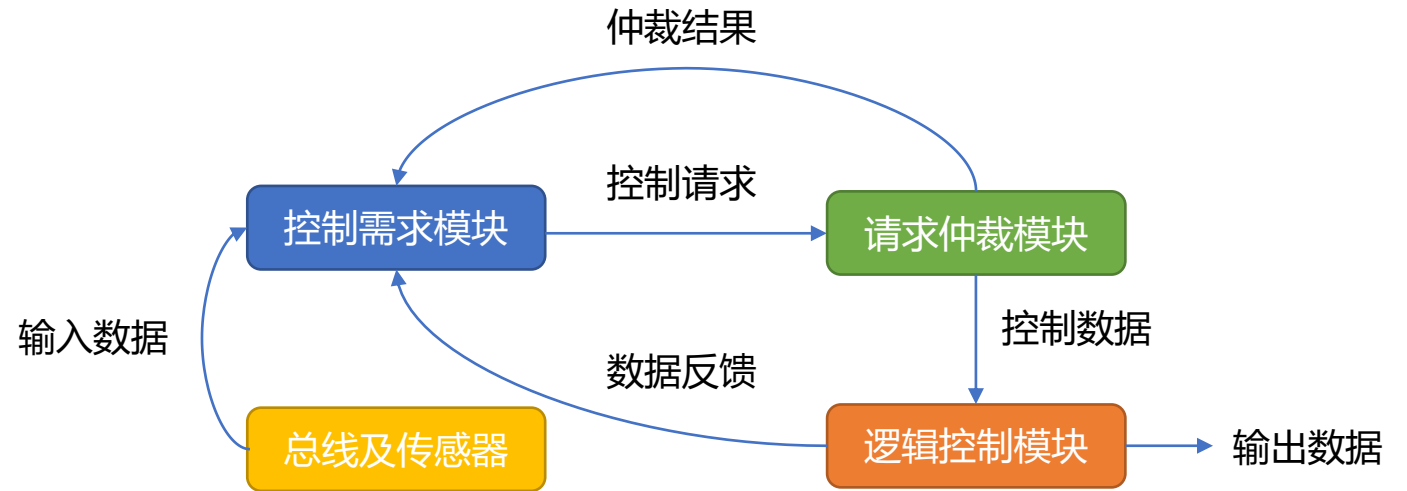 仲裁结果
控制请求
控制需求模块
请求仲裁模块
输入数据
控制数据
数据反馈
总线及传感器
逻辑控制模块
输出数据